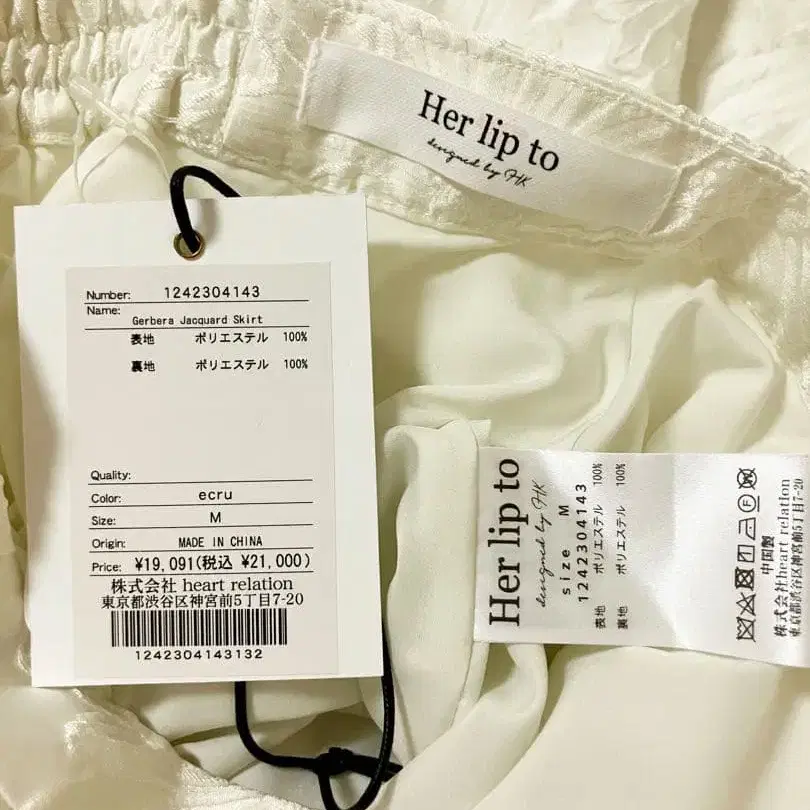 Her lip to
designed by HK
Number: 1242304143
Name:
Gerbera Jacquard Skirt
表地 ポリエステル 100%
裏地 ポリエステル 100%
Quality:
Color: ecru
Size: M
Origin: MADE IN CHINA
Price: ¥19,091(税込 ¥21,000)
株式会社 heart relation
東京都渋谷区神宮前5丁目7-20
1242304143132
Her lip to
designed by HK
size M
1242304143
表地 ポリエステル 100%
裏地 ポリエステル 100%
中国製
株式会社heart relation
東京都渋谷区神宮前5丁目7-20